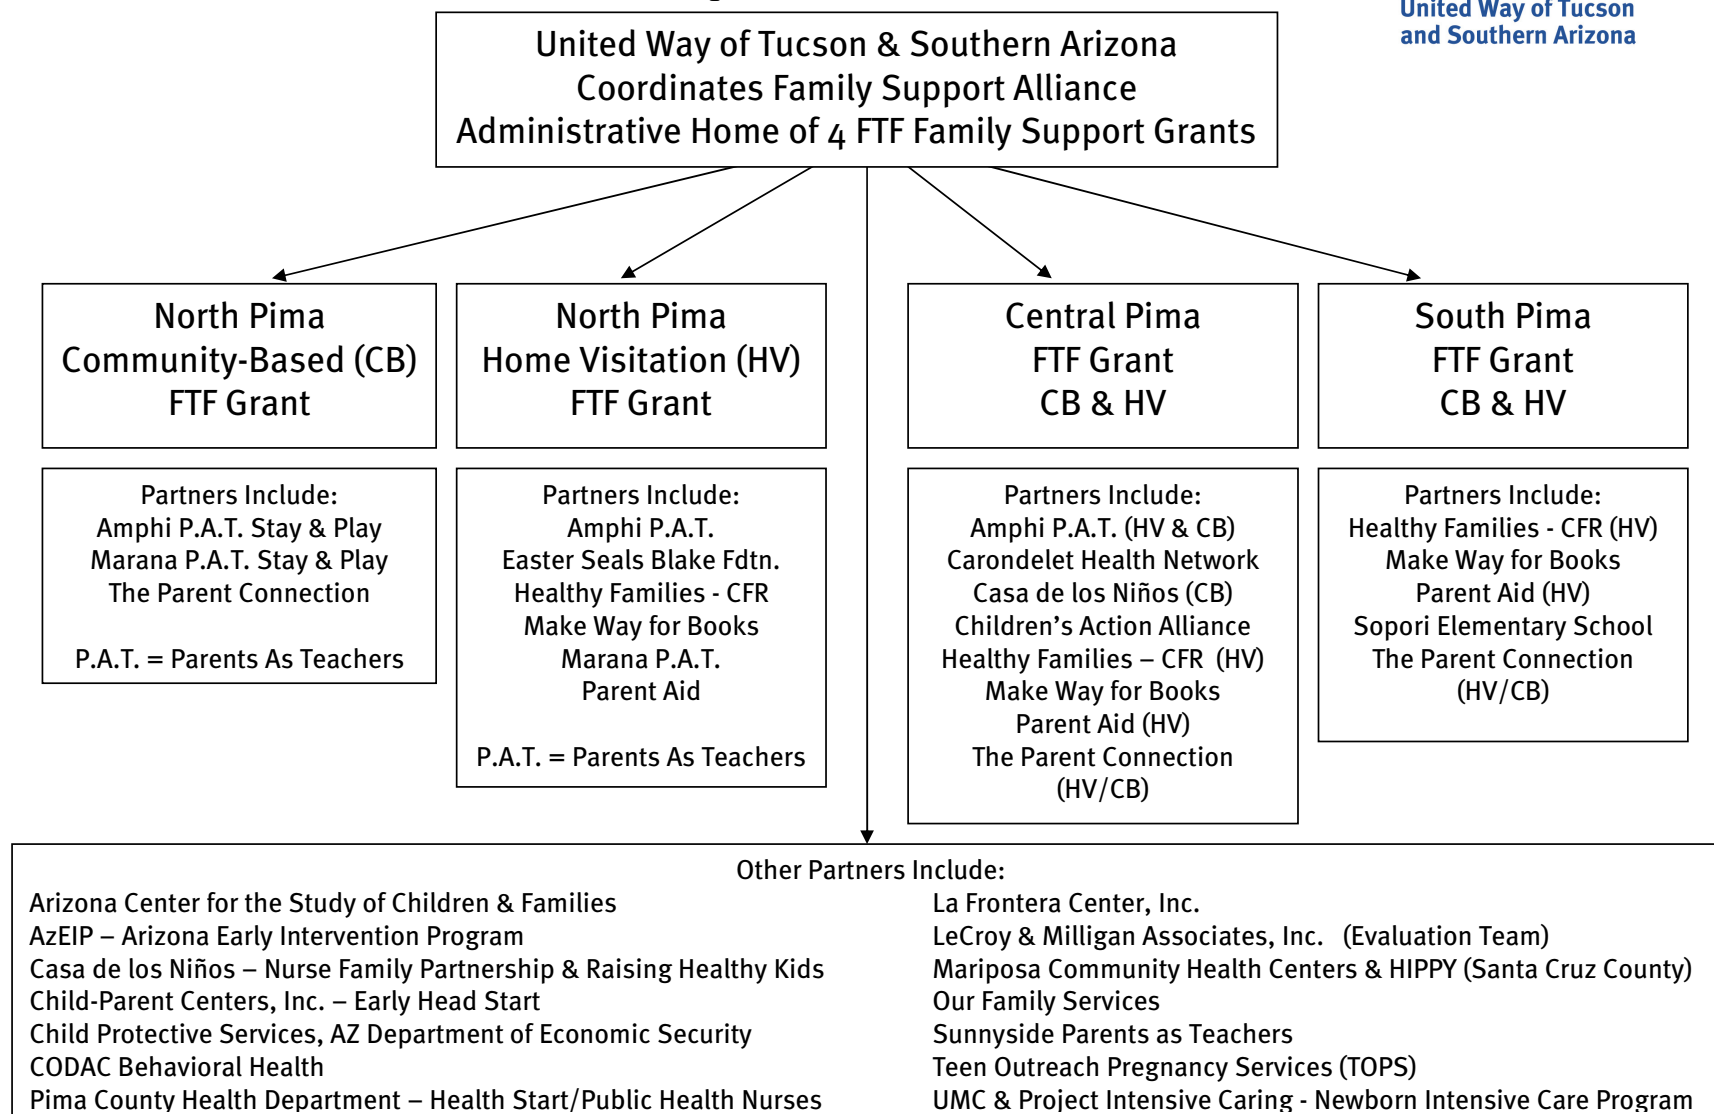 United Way of Tucson
and Southern Arizona
United Way of Tucson & Southern Arizona
Coordinates Family Support Alliance
Administrative Home of 4 FTF Family Support Grants
North Pima
Community-Based (CB)
FTF Grant
North Pima
Home Visitation (HV)
FTF Grant
Central Pima
FTF Grant
CB & HV
South Pima
FTF Grant
CB & HV
Partners Include:
Amphi P.A.T. Stay & Play
Marana P.A.T. Stay & Play
The Parent Connection
P.A.T. = Parents As Teachers
Partners Include:
Amphi P.A.T.
Easter Seals Blake Fdtn.
Healthy Families - CFR
Make Way for Books
Marana P.A.T.
Parent Aid
P.A.T. = Parents As Teachers
Partners Include:
Amphi P.A.T. (HV & CB)
Carondelet Health Network
Casa de los Niños (CB)
Children’s Action Alliance
Healthy Families – CFR (HV)
Make Way for Books
Parent Aid (HV)
The Parent Connection
(HV/CB)
Partners Include:
Healthy Families - CFR (HV)
Make Way for Books
Parent Aid (HV)
Sopori Elementary School
The Parent Connection
(HV/CB)
Other Partners Include:
Arizona Center for the Study of Children & Families
AzEIP – Arizona Early Intervention Program
Casa de los Niños – Nurse Family Partnership & Raising Healthy Kids
Child-Parent Centers, Inc. – Early Head Start
Child Protective Services, AZ Department of Economic Security
CODAC Behavioral Health
Pima County Health Department – Health Start/Public Health Nurses
La Frontera Center, Inc.
LeCroy & Milligan Associates, Inc. (Evaluation Team)
Mariposa Community Health Centers & HIPPY (Santa Cruz County)
Our Family Services
Sunnyside Parents as Teachers
Teen Outreach Pregnancy Services (TOPS)
UMC & Project Intensive Caring - Newborn Intensive Care Program